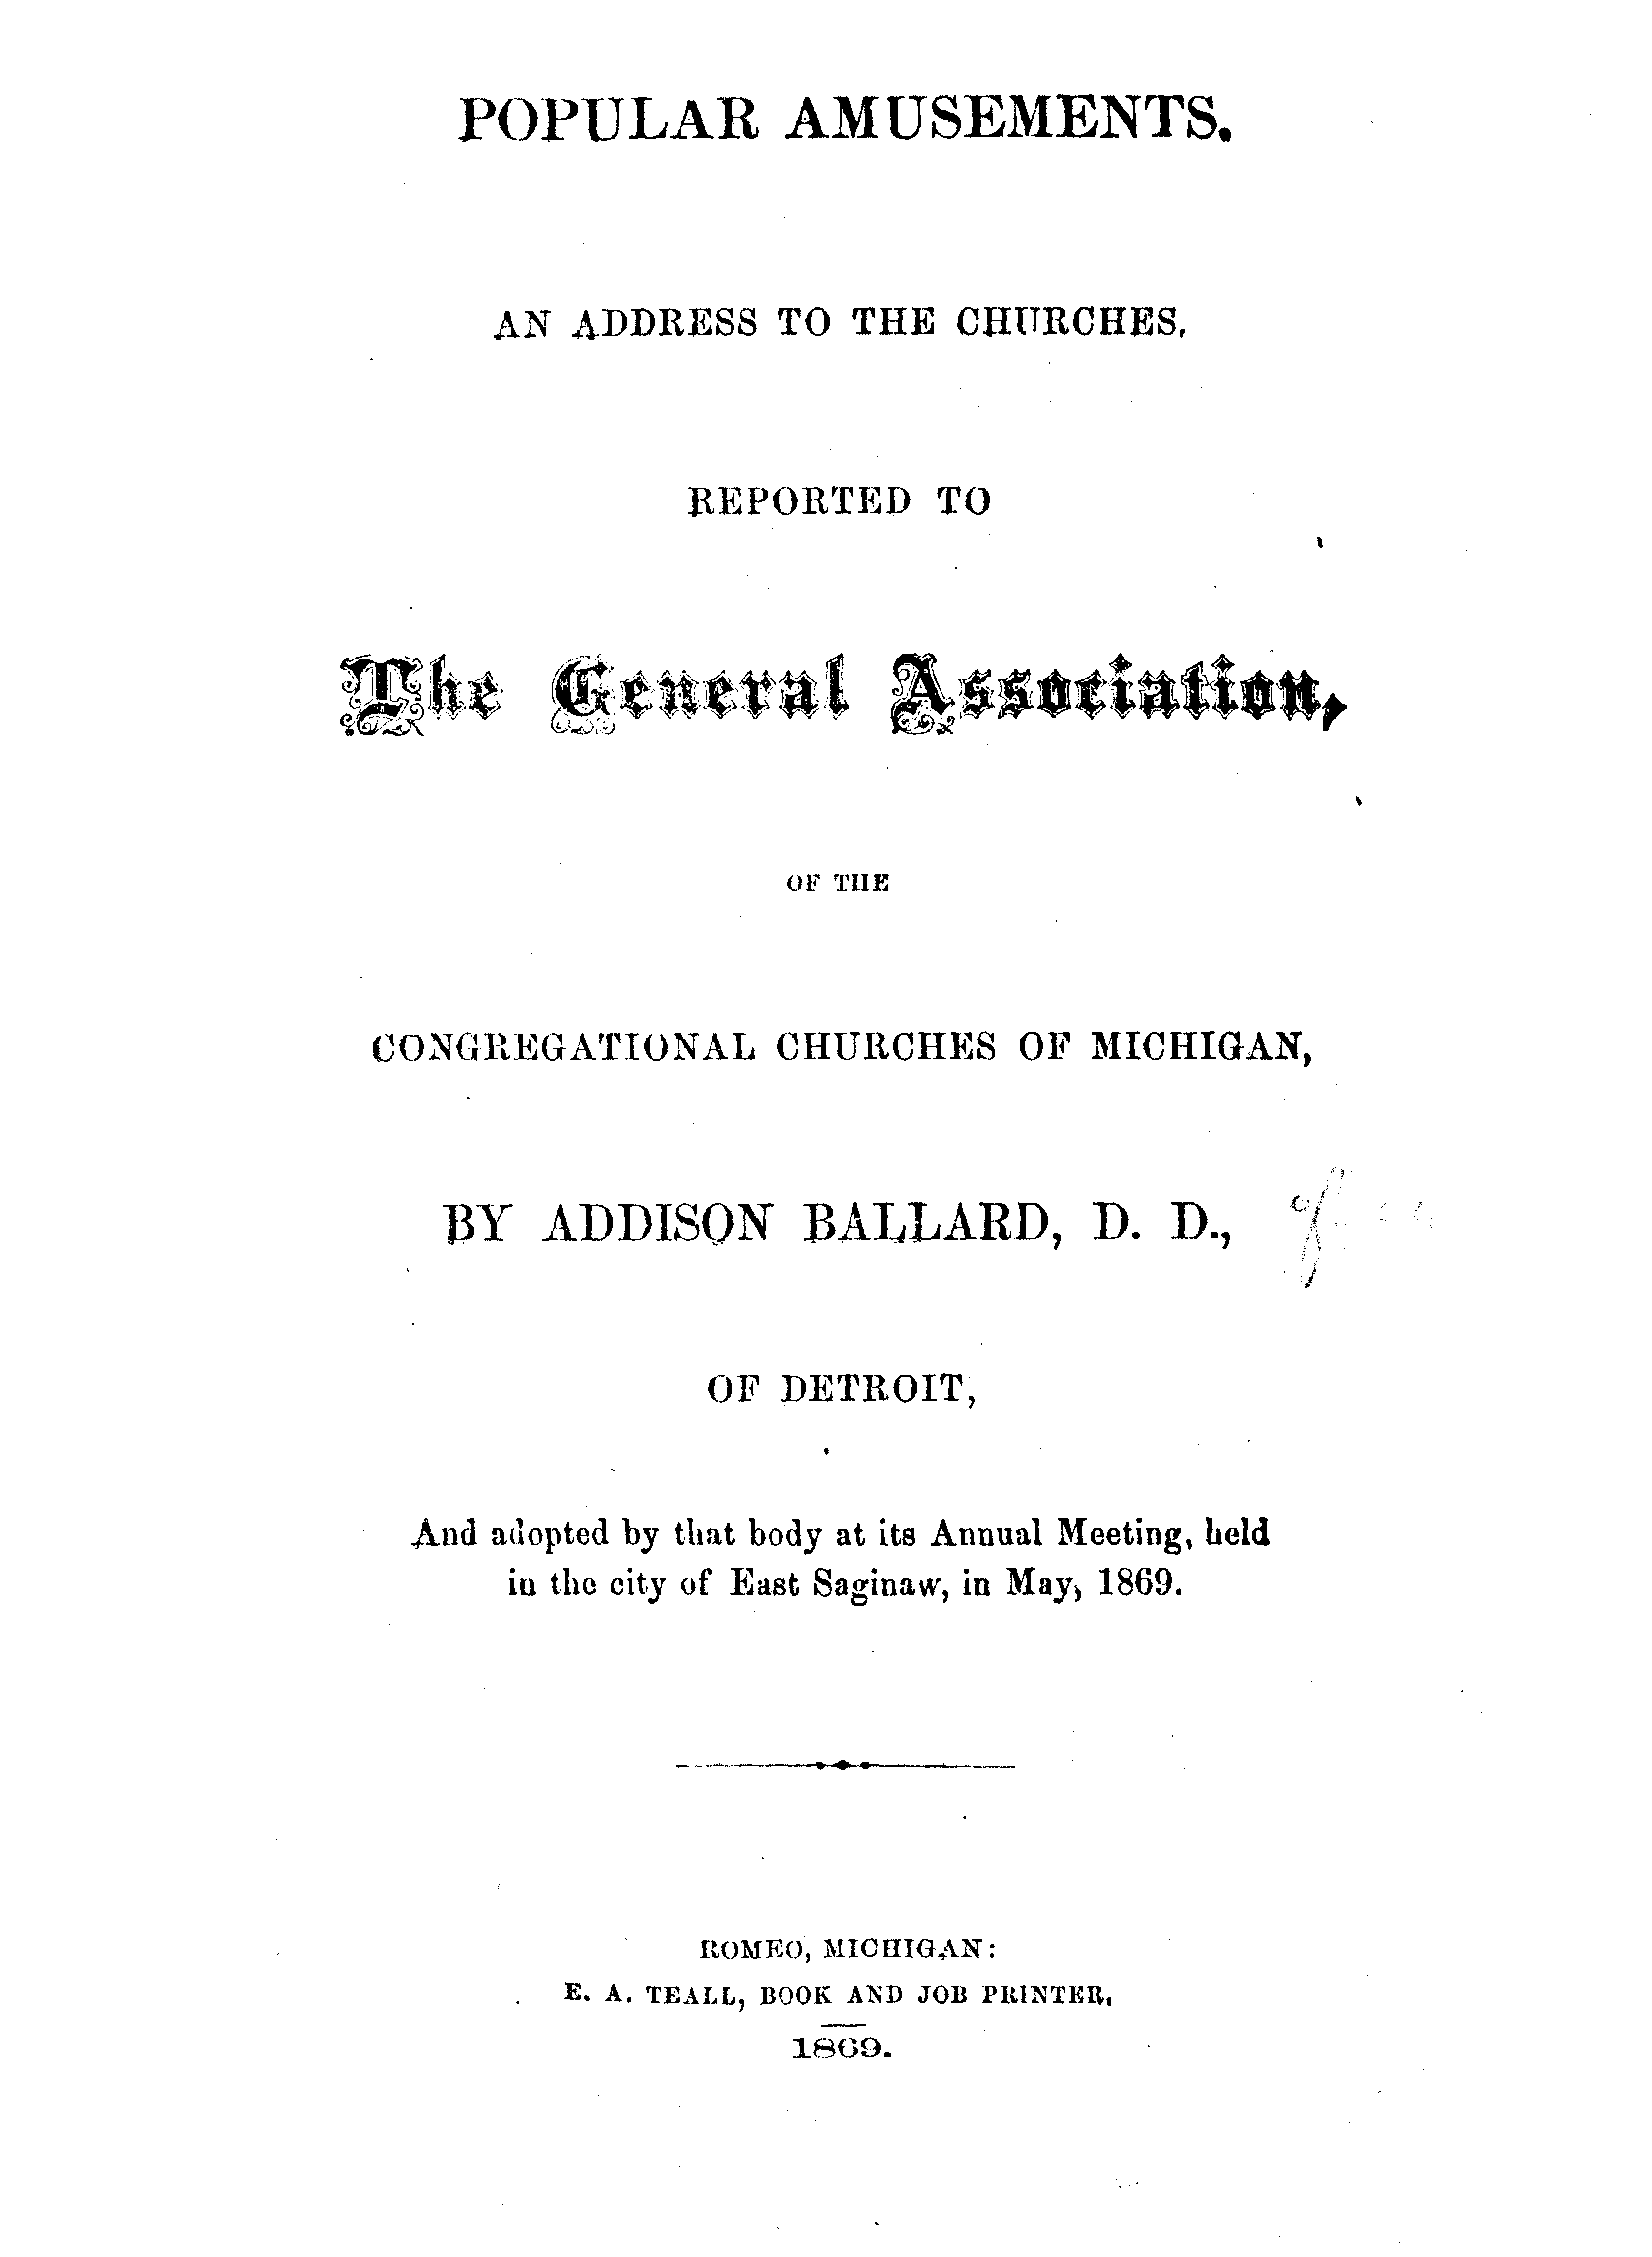 POPULAR AMUSEMENTS.
AN ADDRESS TO THE CHURCHES,
REPORTED TO
The General Association,
OF THE
CONGREGATIONAL CHURCHES OF MICHIGAN,
BY ADDISON BALLARD, D. D.,
OF DETROIT,
And adopted by that body at its Annual Meeting, held
in the city of East Saginaw, in May, 1869.
ROMEO, MICHIGAN:
E. A. TEALL, BOOK AND JOB PRINTER,
1869.